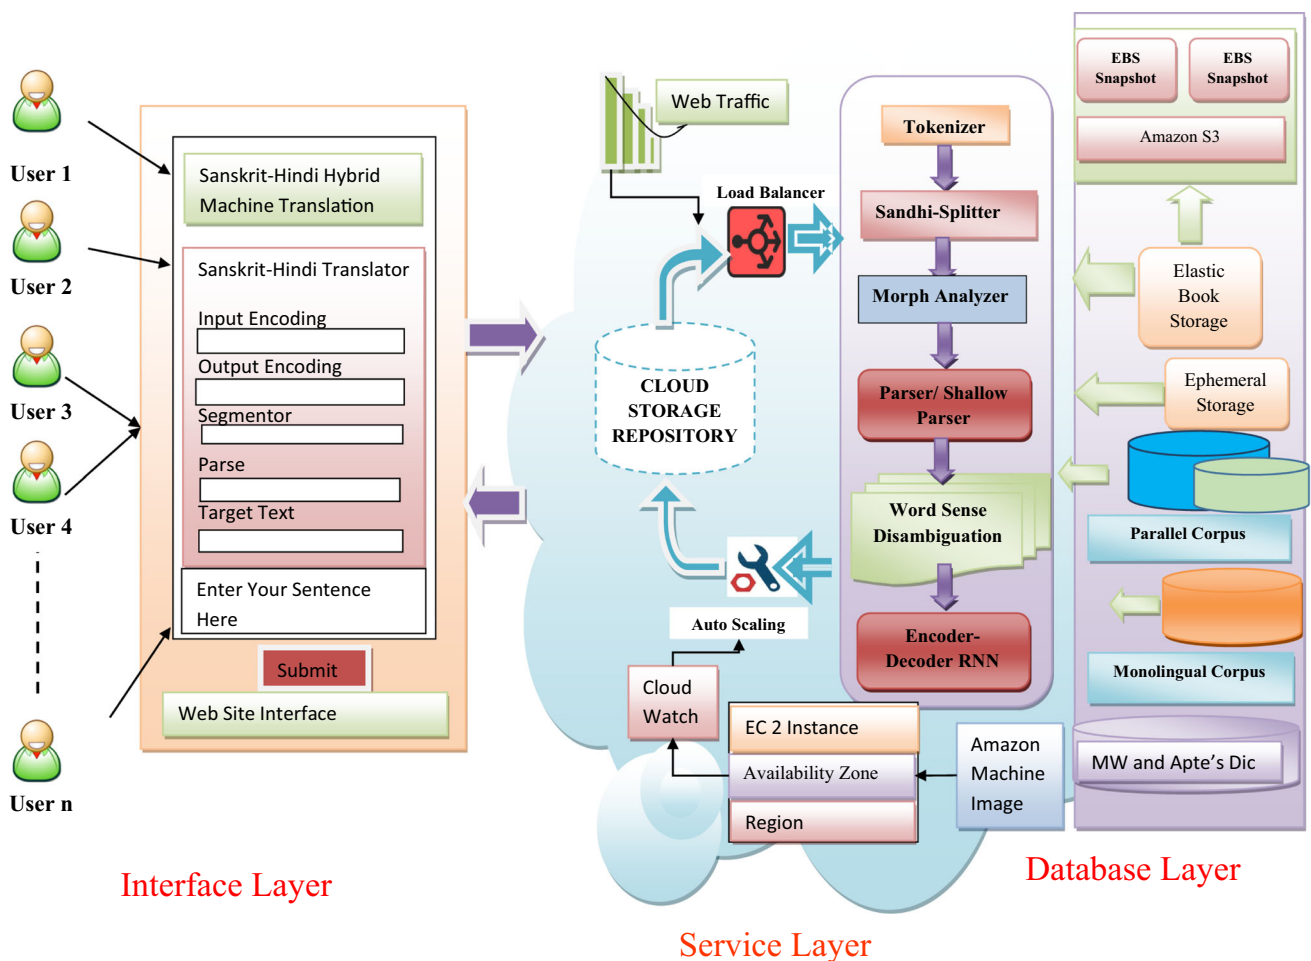 User 1
User 2
User 3
User 4
User n
Sanskrit-Hindi Hybrid
Machine Translation
Sanskrit-Hindi Translator
Input Encoding
Output Encoding
Segmentor
Parse
Target Text
Enter Your Sentence
Here
Submit
Web Site Interface
Interface Layer
Web Traffic
Load Balancer
CLOUD
STORAGE
REPOSITORY
Auto Scaling
Cloud
Watch
EC 2 Instance
Availability Zone
Region
Amazon
Machine
Image
Tokenizer
Sandhi-Splitter
Morph Analyzer
Parser/ Shallow
Parser
Word Sense
Disambiguation
Encoder-
Decoder RNN
Service Layer
EBS
Snapshot
EBS
Snapshot
Amazon S3
Elastic
Book
Storage
Ephemeral
Storage
Parallel Corpus
Monolingual Corpus
MW and Apte's Dic
Database Layer